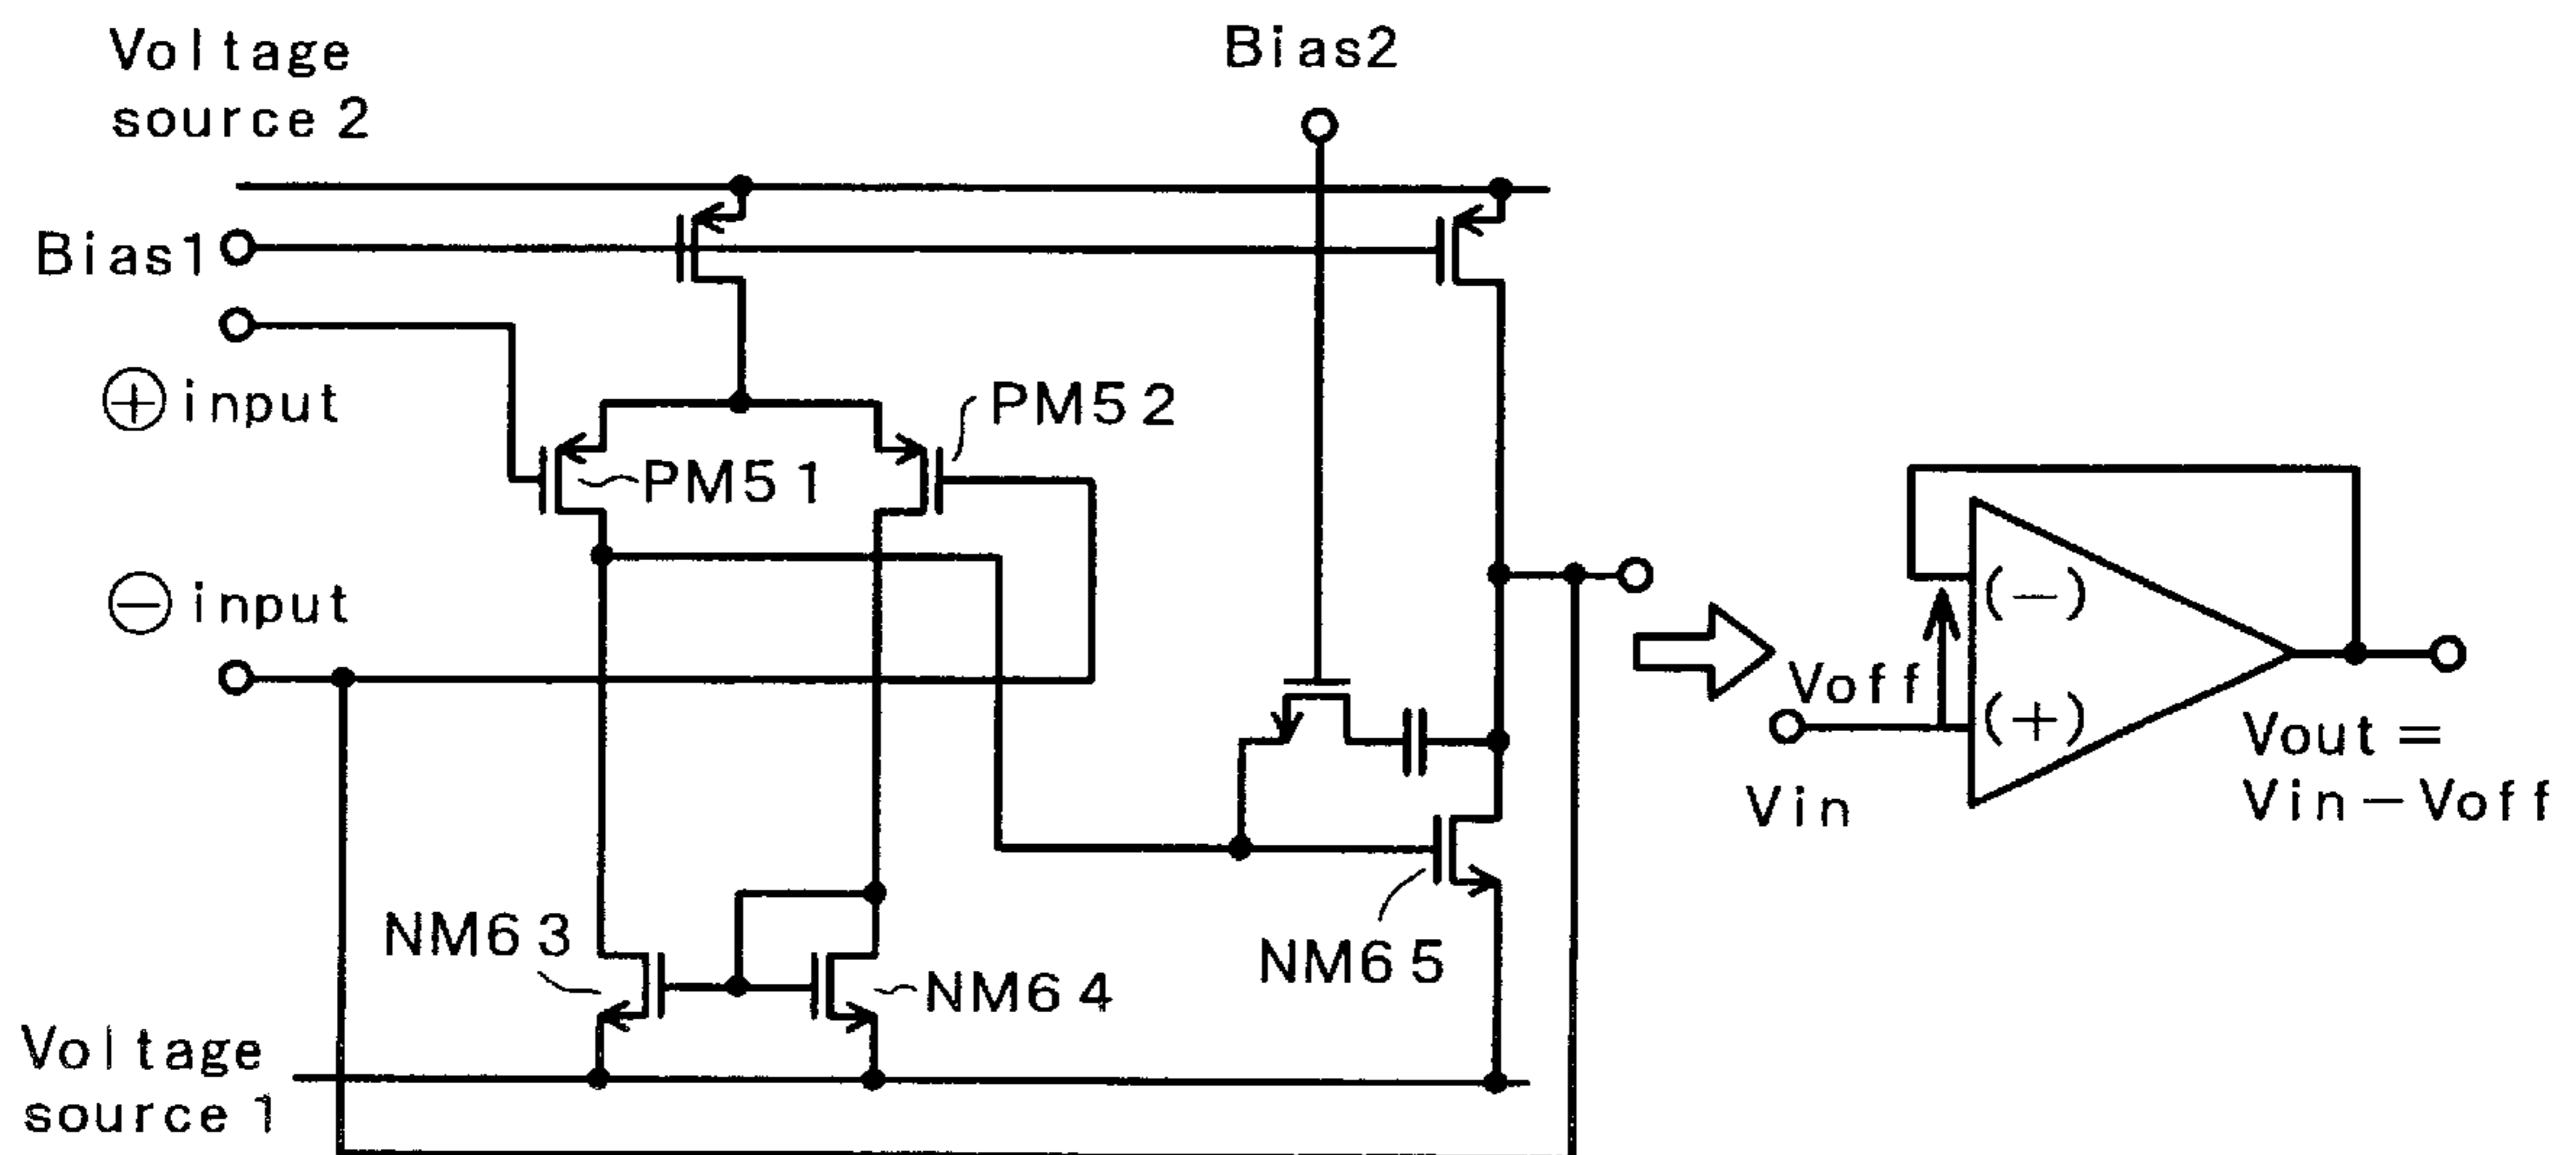 Voltage
source 2
Bias2
Bias1
⊕ input
PM52
PM51
⊖ input
(−)
Voff
(+)
Vin
Vout =
Vin−Voff
NM63
NM64
NM65
Voltage
source 1